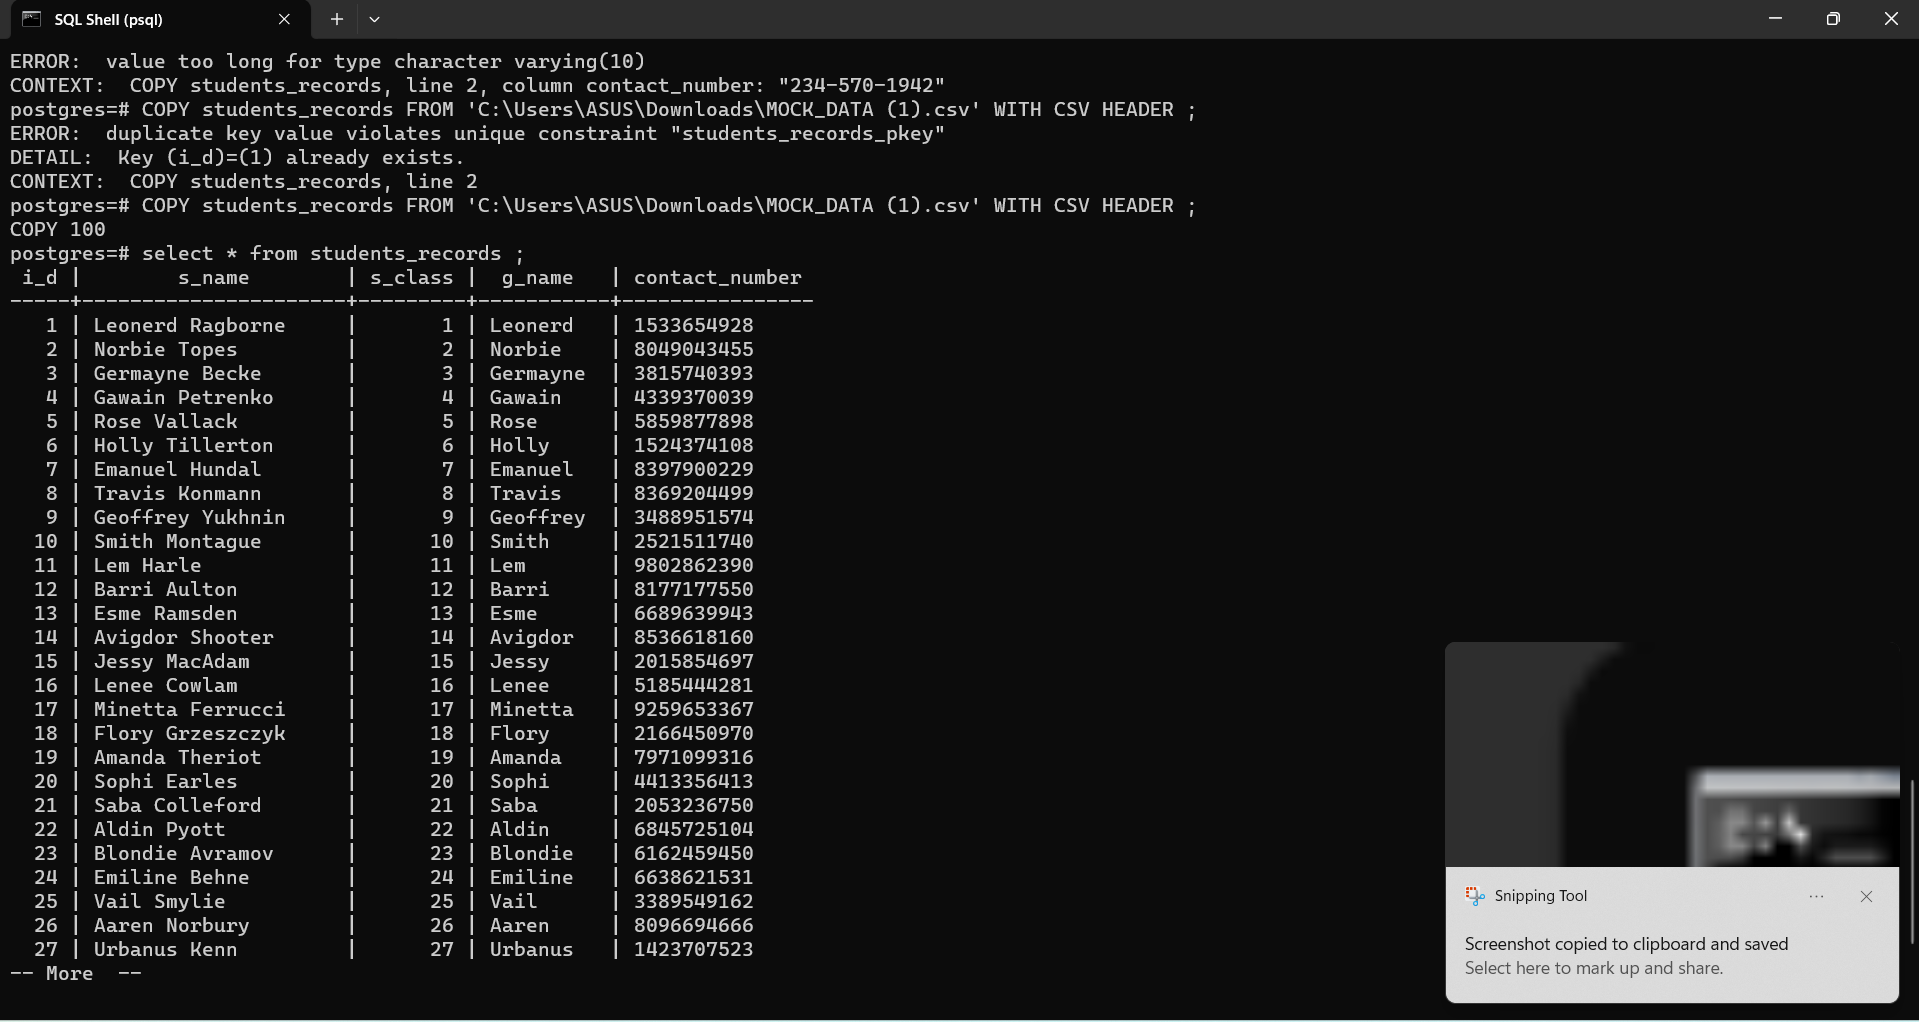 SQL Shell (psql)
ERROR:  value too long for type character varying(10)
CONTEXT:  COPY students_records, line 2, column contact_number: "234-570-1942"
postgres=# COPY students_records FROM 'C:\Users\ASUS\Downloads\MOCK_DATA (1).csv' WITH CSV HEADER ;
ERROR:  duplicate key value violates unique constraint "students_records_pkey"
DETAIL:  Key (i_d)=(1) already exists.
CONTEXT:  COPY students_records, line 2
postgres=# COPY students_records FROM 'C:\Users\ASUS\Downloads\MOCK_DATA (1).csv' WITH CSV HEADER ;
COPY 100
postgres=# select * from students_records ;
 i_d |        s_name        | s_class |  g_name   | contact_number
-----+----------------------+---------+-----------+----------------
   1 | Leonerd Ragborne     |       1 | Leonerd   | 1533654928
   2 | Norbie Topes         |       2 | Norbie    | 8049043455
   3 | Germayne Becke       |       3 | Germayne  | 3815740393
   4 | Gawain Petrenko      |       4 | Gawain    | 4339370039
   5 | Rose Vallack         |       5 | Rose      | 5859877898
   6 | Holly Tillerton      |       6 | Holly     | 1524374108
   7 | Emanuel Hundal       |       7 | Emanuel   | 8397900229
   8 | Travis Konmann       |       8 | Travis    | 8369204499
   9 | Geoffrey Yukhnin     |       9 | Geoffrey  | 3488951574
  10 | Smith Montague       |      10 | Smith     | 2521511740
  11 | Lem Harle            |      11 | Lem       | 9802862390
  12 | Barri Aulton         |      12 | Barri     | 8177177550
  13 | Esme Ramsden         |      13 | Esme      | 6689639943
  14 | Avigdor Shooter      |      14 | Avigdor   | 8536618160
  15 | Jessy MacAdam        |      15 | Jessy     | 2015854697
  16 | Lenee Cowlam         |      16 | Lenee     | 5185444281
  17 | Minetta Ferrucci     |      17 | Minetta   | 9259653367
  18 | Flory Grzeszczyk     |      18 | Flory     | 2166450970
  19 | Amanda Theriot       |      19 | Amanda    | 7971099316
  20 | Sophi Earles         |      20 | Sophi     | 4413356413
  21 | Saba Colleford       |      21 | Saba      | 2053236750
  22 | Aldin Pyott          |      22 | Aldin     | 6845725104
  23 | Blondie Avramov      |      23 | Blondie   | 6162459450
  24 | Emiline Behne        |      24 | Emiline   | 6638621531
  25 | Vail Smylie          |      25 | Vail      | 3389549162
  26 | Aaren Norbury        |      26 | Aaren     | 8096694666
  27 | Urbanus Kenn         |      27 | Urbanus   | 1423707523
-- More  --
Snipping Tool
Screenshot copied to clipboard and saved
Select here to mark up and share.